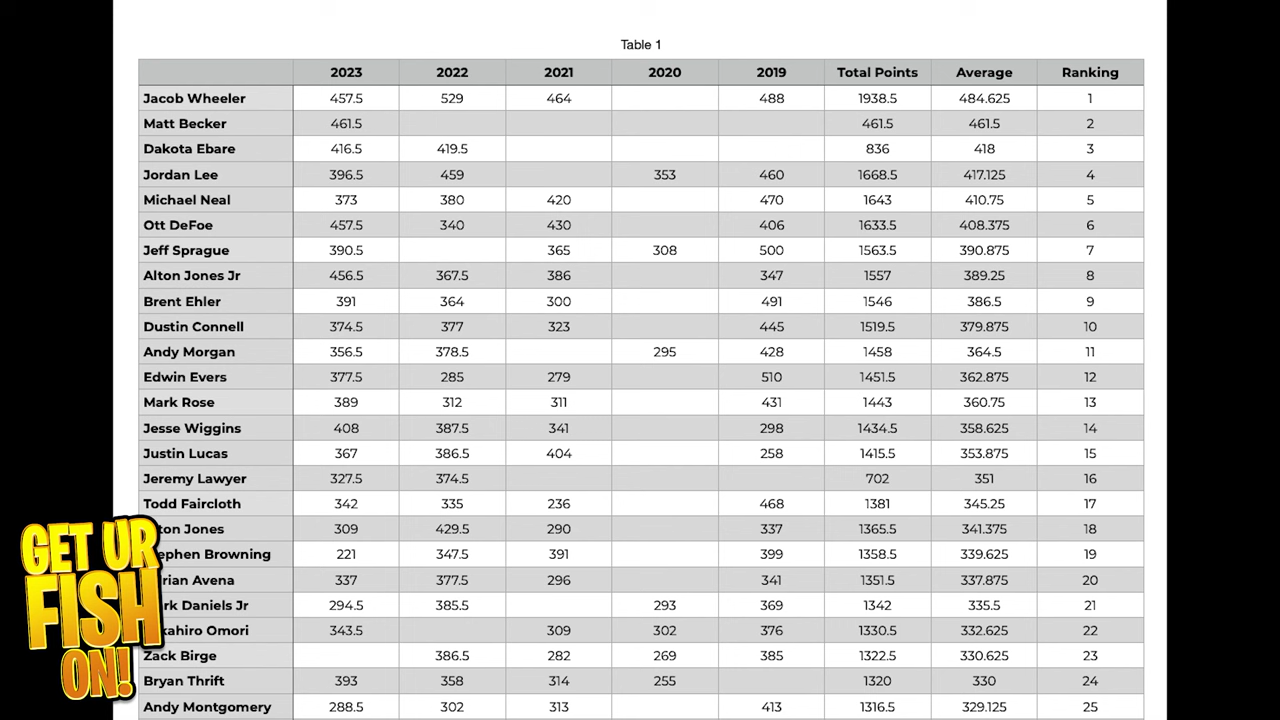 Table 1
2023 2022 2021 2020 2019 Total Points Average Ranking
Jacob Wheeler 457.5 529 464 488 1938.5 484.625 1
Matt Becker 461.5 461.5 461.5 2
Dakota Ebare 416.5 419.5 836 418 3
Jordan Lee 396.5 459 353 460 1668.5 417.125 4
Michael Neal 373 380 420 470 1643 410.75 5
Ott DeFoe 457.5 340 430 406 1633.5 408.375 6
Jeff Sprague 390.5 365 308 500 1563.5 390.875 7
Alton Jones Jr 456.5 367.5 386 347 1557 389.25 8
Brent Ehler 391 364 300 491 1546 386.5 9
Dustin Connell 374.5 377 323 445 1519.5 379.875 10
Andy Morgan 356.5 378.5 295 428 1458 364.5 11
Edwin Evers 377.5 285 279 510 1451.5 362.875 12
Mark Rose 389 312 311 431 1443 360.75 13
Jesse Wiggins 408 387.5 341 298 1434.5 358.625 14
Justin Lucas 367 386.5 404 258 1415.5 353.875 15
Jeremy Lawyer 327.5 374.5 702 351 16
Todd Faircloth 342 335 236 468 1381 345.25 17
Jones 309 429.5 290 337 1365.5 341.375 18
Browning 221 347.5 391 399 1358.5 339.625 19
Avena 337 377.5 296 341 1351.5 337.875 20
Daniels Jr 294.5 385.5 293 369 1342 335.5 21
Omori 343.5 309 302 376 1330.5 332.625 22
Zack Birge 386.5 282 269 385 1322.5 330.625 23
Bryan Thrift 393 358 314 255 1320 330 24
Andy Montgomery 288.5 302 313 413 1316.5 329.125 25
GET UR
FISH
ON!